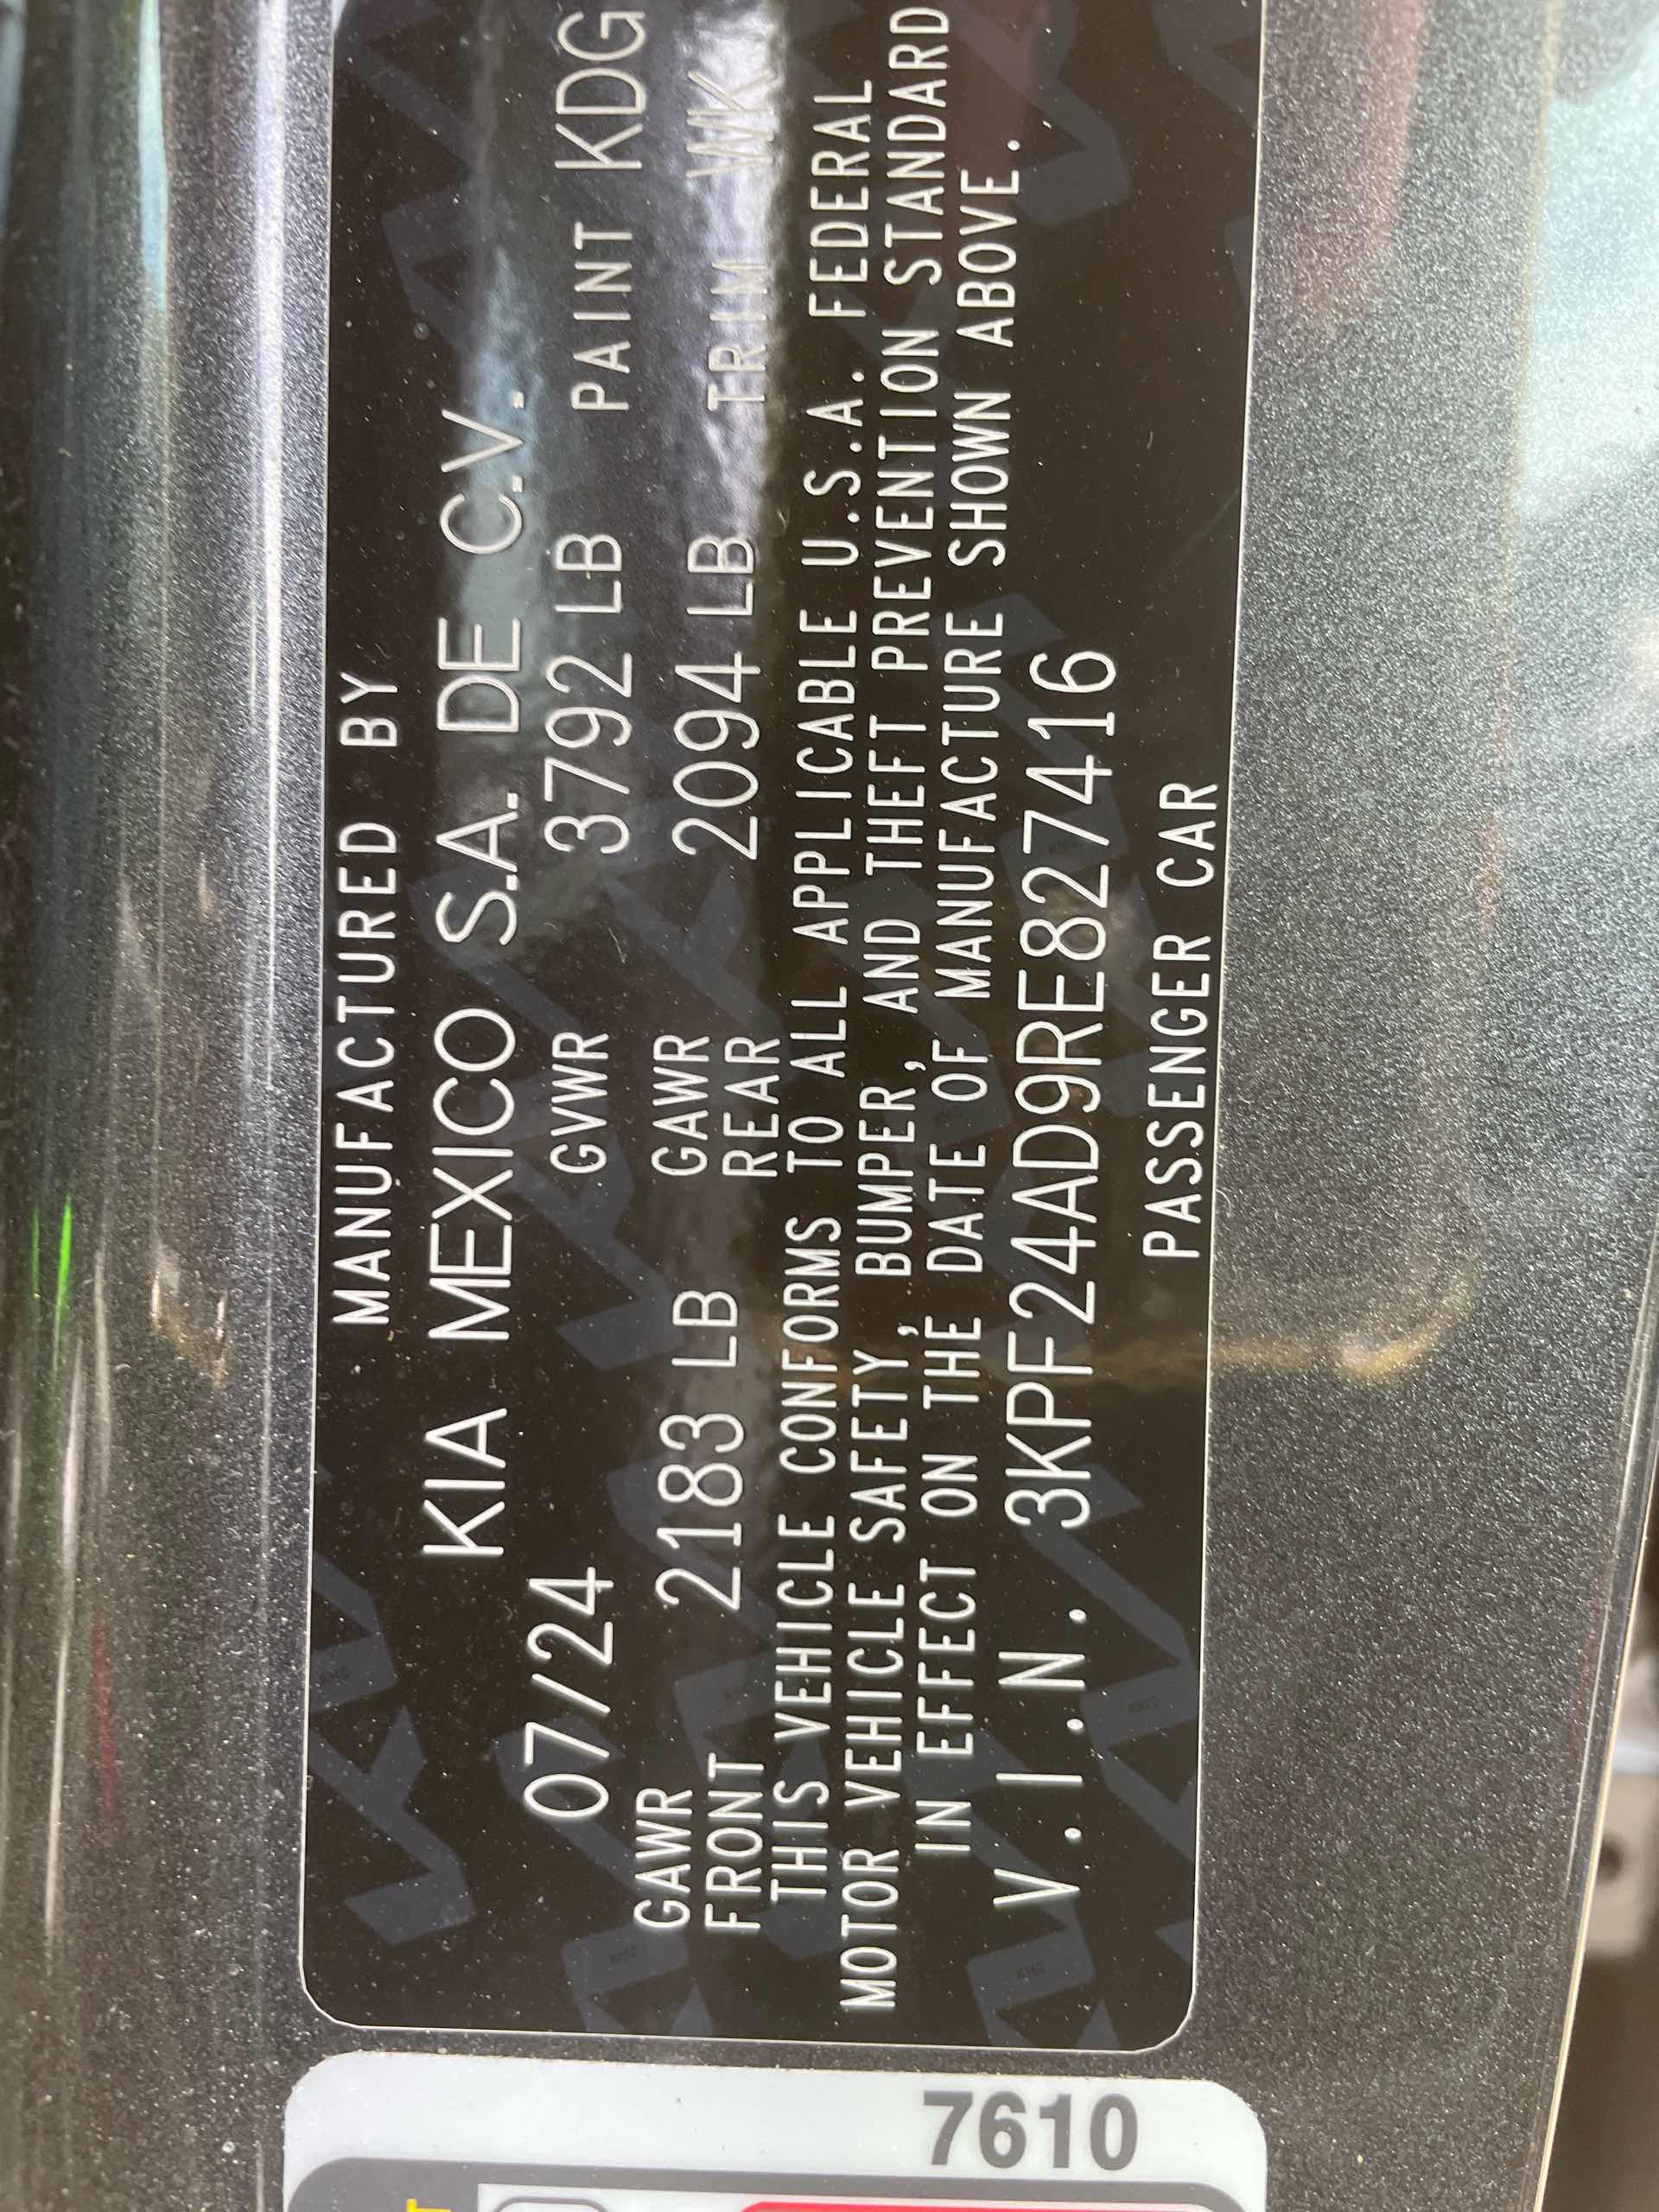 MANUFACTURED BY
KIA MEXICO S.A. DE C.V.
07/24 GVWR 3792 LB PAINT KDG
GAWR FRONT 2183 LB GAWR REAR 2094 LB TRIM WK
THIS VEHICLE CONFORMS TO ALL APPLICABLE U.S.A. FEDERAL
MOTOR VEHICLE SAFETY, BUMPER, AND THEFT PREVENTION STANDARD
IN EFFECT ON THE DATE OF MANUFACTURE SHOWN ABOVE.
V.I.N. 3KPF24AD9RE827416
PASSENGER CAR
7610